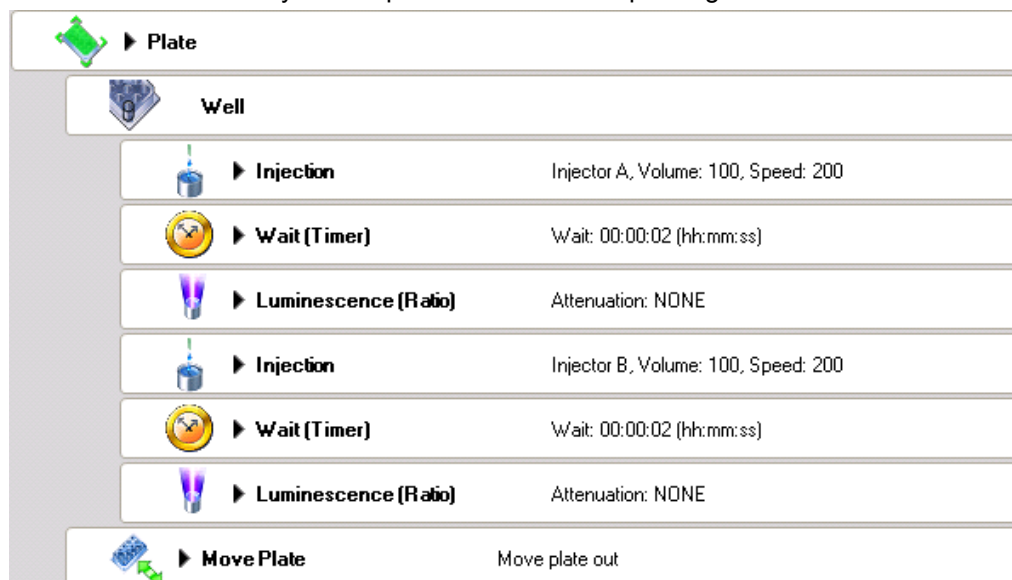 Plate
Well
Injection Injector A, Volume: 100, Speed: 200
Wait (Timer) Wait: 00:00:02 (hh:mm:ss)
Luminescence (Ratio) Attenuation: NONE
Injection Injector B, Volume: 100, Speed: 200
Wait (Timer) Wait: 00:00:02 (hh:mm:ss)
Luminescence (Ratio) Attenuation: NONE
Move Plate Move plate out